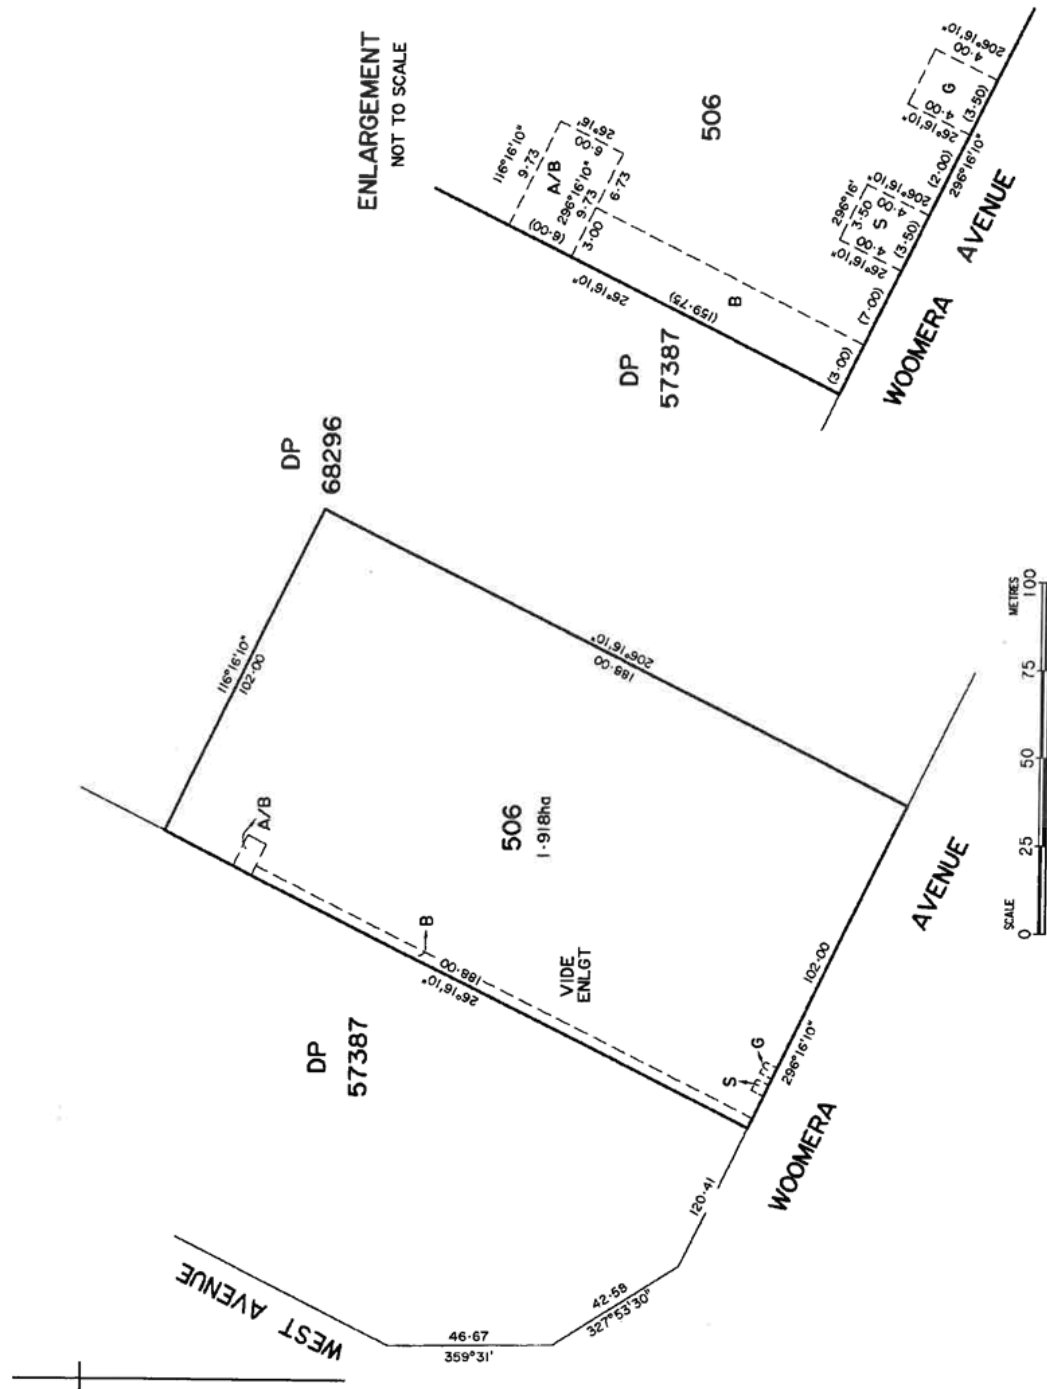 ENLARGEMENT
NOT TO SCALE
116°16'10"
9·73
A/B
26°16'
6·00
(6·00)
296°16'10"
9·73
3·00
6·73
26°16'10"
(159·75)
B
506
DP
57387
(3·00)
(7·00)
26°16'10"
4·00
296°16'
3·50
S
206°16'10"
4·00
(3·50)
(2·00)
296°16'10"
26°16'10"
4·00
G
206°16'10"
4·00
(3·50)
WOOMERA AVENUE
DP
68296
116°16'10"
102·00
A/B
206°16'10"
188·00
506
1·918ha
B
188·00
26°16'10"
VIDE
ENLGT
DP
57387
S
G
102·00
296°16'10"
WOOMERA AVENUE
120·41
42·58
327°53'30"
46·67
359°31'
WEST AVENUE
SCALE
METRES
0 25 50 75 100